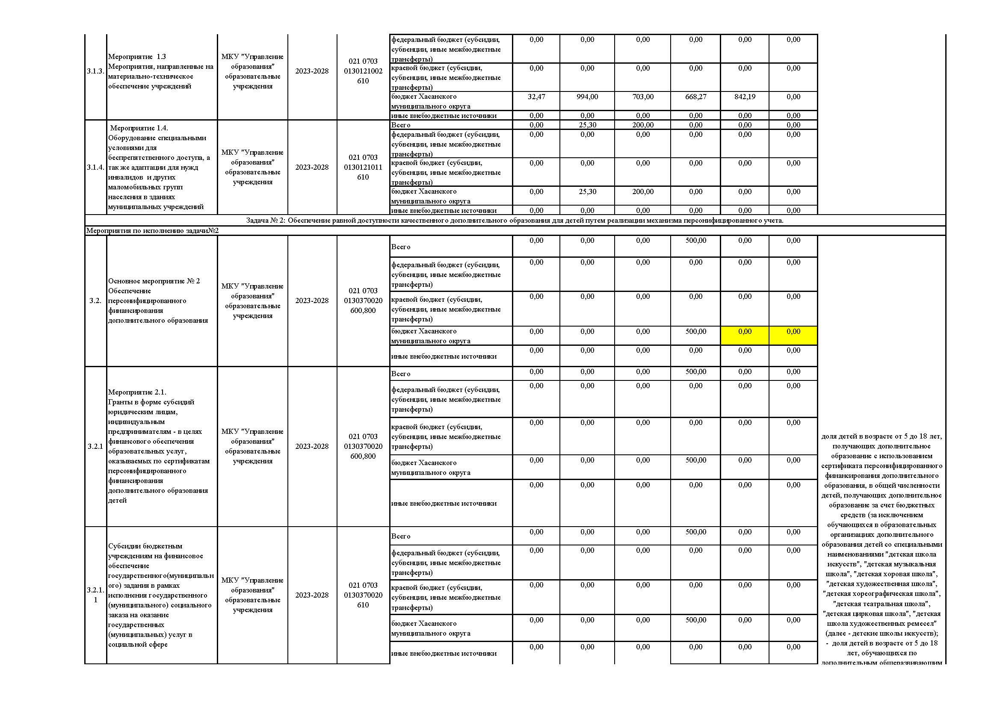 3.1.3.
Мероприятие 1.3
Мероприятия, направленные на
материально-техническое
обеспечение учреждений
МКУ "Управление
образования"
образовательные
учреждения
2023-2028
021 0703
0130121002
610
федеральный бюджет (субсидии,
субвенции, иные межбюджетные
трансферты)
0,00 0,00 0,00 0,00 0,00 0,00
краевой бюджет (субсидии,
субвенции, иные межбюджетные
трансферты)
0,00 0,00 0,00 0,00 0,00 0,00
бюджет Хасанского
муниципального округа
32,47 994,00 703,00 668,27 842,19 0,00
иные внебюджетные источники 0,00 0,00 0,00 0,00 0,00 0,00
3.1.4.
Мероприятие 1.4.
Оборудование специальными
условиями для
беспрепятственного доступа, а
так же адаптации для нужд
инвалидов и других
маломобильных групп
населения в зданиях
муниципальных учреждений
МКУ "Управление
образования"
образовательные
учреждения
2023-2028
021 0703
0130121011
610
Всего 0,00 25,30 200,00 0,00 0,00 0,00
федеральный бюджет (субсидии,
субвенции, иные межбюджетные
трансферты)
0,00 0,00 0,00 0,00 0,00 0,00
краевой бюджет (субсидии,
субвенции, иные межбюджетные
трансферты)
0,00 0,00 0,00 0,00 0,00 0,00
бюджет Хасанского
муниципального округа
0,00 25,30 200,00 0,00 0,00 0,00
иные внебюджетные источники 0,00 0,00 0,00 0,00 0,00 0,00
Задача № 2: Обеспечение равной доступности качественного дополнительного образования для детей путем реализации механизма персонифицированного учета.
Мероприятия по исполнению задачи№2
3.2.
Основное мероприятие № 2
Обеспечение
персонифицированного
финансирования
дополнительного образования
МКУ "Управление
образования"
образовательные
учреждения
2023-2028
021 0703
0130370020
600,800
Всего 0,00 0,00 0,00 500,00 0,00 0,00
федеральный бюджет (субсидии,
субвенции, иные межбюджетные
трансферты)
0,00 0,00 0,00 0,00 0,00 0,00
краевой бюджет (субсидии,
субвенции, иные межбюджетные
трансферты)
0,00 0,00 0,00 0,00 0,00 0,00
бюджет Хасанского
муниципального округа
0,00 0,00 0,00 500,00 0,00 0,00
иные внебюджетные источники 0,00 0,00 0,00 0,00 0,00 0,00
3.2.1
Мероприятие 2.1.
Гранты в форме субсидий
юридическим лицам,
индивидуальным
предпринимателям - в целях
финансового обеспечения
образовательных услуг,
оказываемых по сертификатам
персонифицированного
финансирования
дополнительного образования
детей
МКУ "Управление
образования"
образовательные
учреждения
2023-2028
021 0703
0130370020
600,800
Всего 0,00 0,00 0,00 500,00 0,00 0,00
федеральный бюджет (субсидии,
субвенции, иные межбюджетные
трансферты)
0,00 0,00 0,00 0,00 0,00 0,00
краевой бюджет (субсидии,
субвенции, иные межбюджетные
трансферты)
0,00 0,00 0,00 0,00 0,00 0,00
бюджет Хасанского
муниципального округа
0,00 0,00 0,00 500,00 0,00 0,00
иные внебюджетные источники 0,00 0,00 0,00 0,00 0,00 0,00
3.2.1.
1
Субсидии бюджетным
учреждениям на финансовое
обеспечение
государственного(муниципальн
ого) задания в рамках
исполнения государственного
(муниципального) социального
заказа на оказание
государственных
(муниципальных) услуг в
социальной сфере
МКУ "Управление
образования"
образовательные
учреждения
2023-2028
021 0703
0130370020
610
Всего 0,00 0,00 0,00 500,00 0,00 0,00
федеральный бюджет (субсидии,
субвенции, иные межбюджетные
трансферты)
0,00 0,00 0,00 0,00 0,00 0,00
краевой бюджет (субсидии,
субвенции, иные межбюджетные
трансферты)
0,00 0,00 0,00 0,00 0,00 0,00
бюджет Хасанского
муниципального округа
0,00 0,00 0,00 500,00 0,00 0,00
иные внебюджетные источники 0,00 0,00 0,00 0,00 0,00 0,00
доля детей в возрасте от 5 до 18 лет,
получающих дополнительное
образование с использованием
сертификата персонифицированного
финансирования дополнительного
образования, в общей численности
детей, получающих дополнительное
образование за счет бюджетных
средств (за исключением
обучающихся в образовательных
организациях дополнительного
образования детей со специальными
наименованиями "детская школа
искусств", "детская музыкальная
школа", "детская хоровая школа",
"детская художественная школа",
"детская хореографическая школа",
"детская театральная школа",
"детская цирковая школа", "детская
школа художественных ремесел"
(далее - детские школы искусств);
- доля детей в возрасте от 5 до 18
лет, обучающихся по
дополнительным общеразвивающим